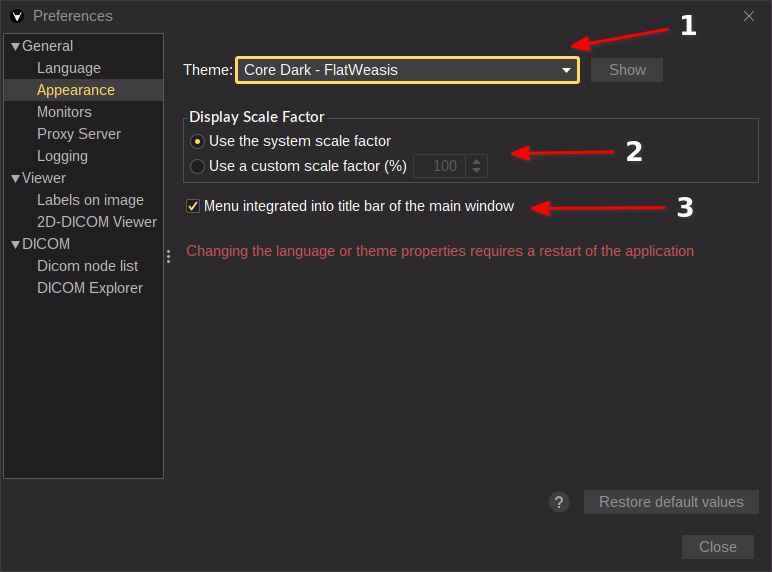 Preferences
General
Language
Appearance
Monitors
Proxy Server
Logging
Viewer
Labels on image
2D-DICOM Viewer
DICOM
Dicom node list
DICOM Explorer
1
Theme: Core Dark - FlatWeasis Show
Display Scale Factor
Use the system scale factor
2
Use a custom scale factor (%) 100
Menu integrated into title bar of the main window 3
Changing the language or theme properties requires a restart of the application
? Restore default values
Close